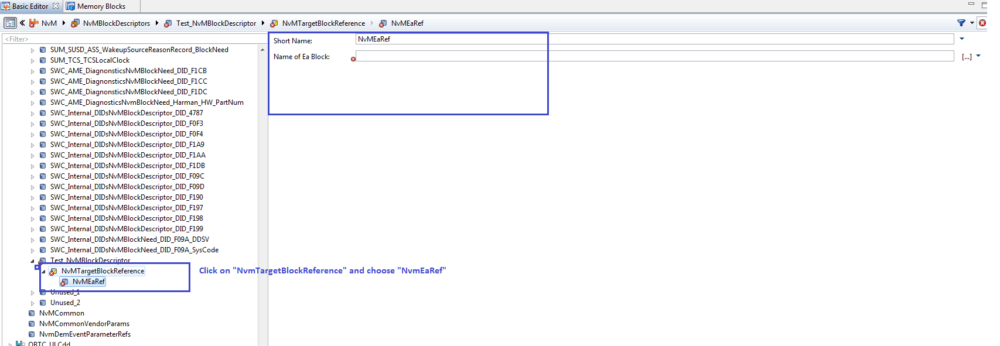 Basic Editor
Memory Blocks
NvM
NvMBlockDescriptors
Test_NvMBlockDescriptor
NvMTargetBlockReference
NvMEaRef
<Filter>
SUM_SUSD_ASS_WakeupSourceReasonRecord_BlockNeed
SUM_TCS_TCSLocalClock
SWC_AME_DiagnonsticsNvMBlockNeed_DID_F1CB
SWC_AME_DiagnonsticsNvMBlockNeed_DID_F1CC
SWC_AME_DiagnonsticsNvMBlockNeed_DID_F1DC
SWC_AME_DiagnosticsNvmBlockNeed_Harman_HW_PartNum
SWC_Internal_DIDsNvMBlockDescriptor_DID_4787
SWC_Internal_DIDsNvMBlockDescriptor_DID_F0F3
SWC_Internal_DIDsNvMBlockDescriptor_DID_F0F4
SWC_Internal_DIDsNvMBlockDescriptor_DID_F1A9
SWC_Internal_DIDsNvMBlockDescriptor_DID_F1AA
SWC_Internal_DIDsNvMBlockDescriptor_DID_F1DB
SWC_Internal_DIDsNvMBlockDescriptor_DID_F09C
SWC_Internal_DIDsNvMBlockDescriptor_DID_F09D
SWC_Internal_DIDsNvMBlockDescriptor_DID_F190
SWC_Internal_DIDsNvMBlockDescriptor_DID_F197
SWC_Internal_DIDsNvMBlockDescriptor_DID_F198
SWC_Internal_DIDsNvMBlockDescriptor_DID_F199
SWC_Internal_DIDsNvMBlockNeed_DID_F09A_DDSV
SWC_Internal_DIDsNvMBlockNeed_DID_F09A_SysCode
Test_NvMBlockDescriptor
NvMTargetBlockReference
NvMEaRef
Unused_1
Unused_2
NvMCommon
NvMCommonVendorParams
NvmDemEventParameterRefs
OBTC_ULCdd
Short Name:
NvMEaRef
Name of Ea Block:
[...]
Click on "NvmTargetBlockReference" and choose "NvmEaRef"